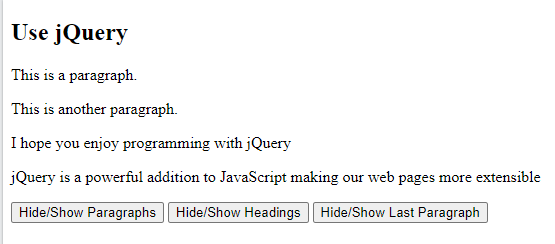 Use jQuery
This is a paragraph.
This is another paragraph.
I hope you enjoy programming with jQuery
jQuery is a powerful addition to JavaScript making our web pages more extensible
Hide/Show Paragraphs Hide/Show Headings Hide/Show Last Paragraph